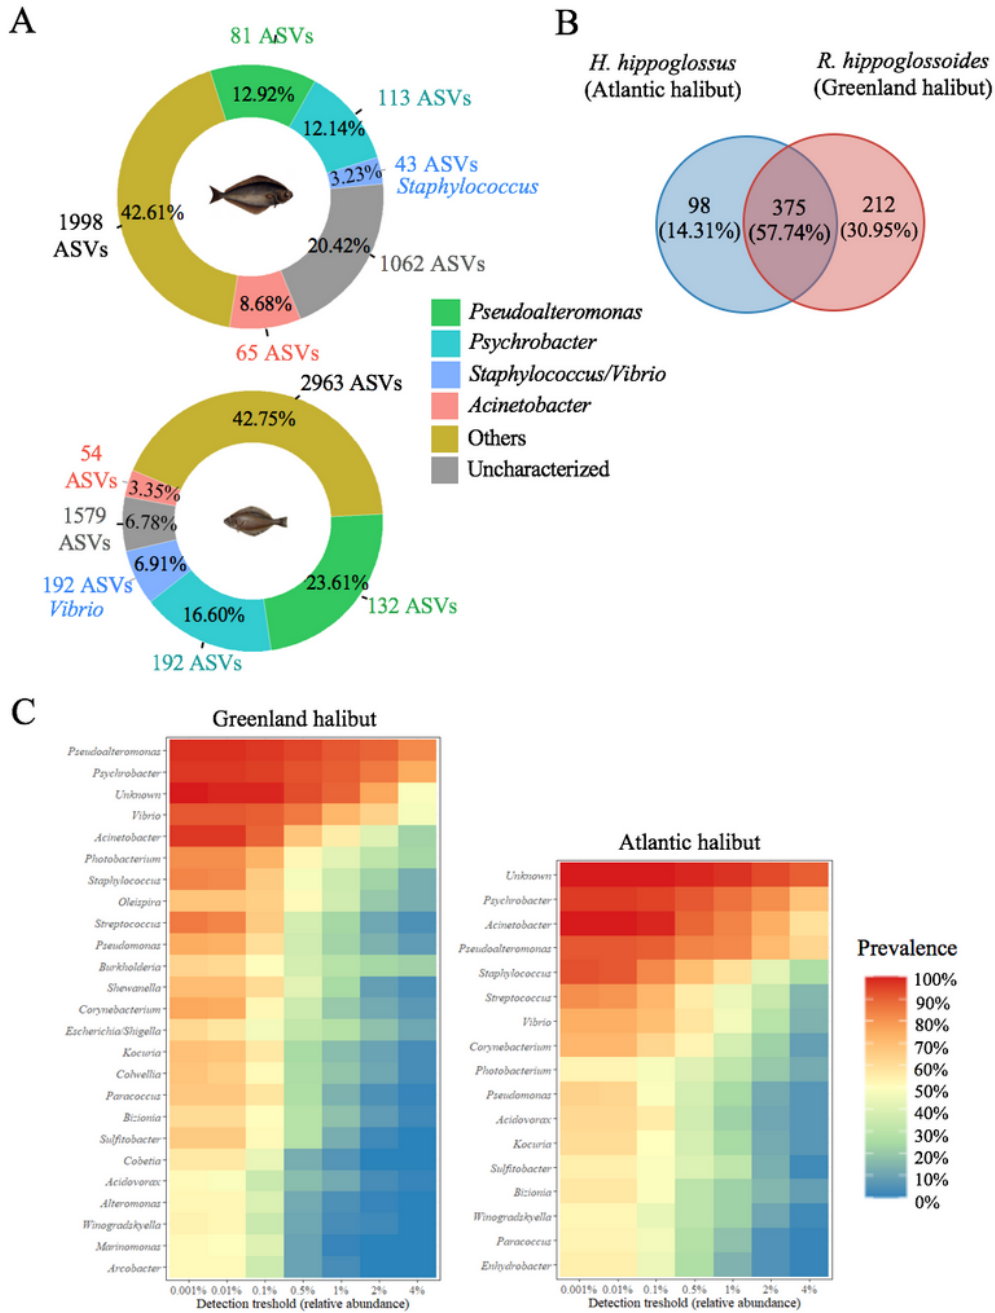 A
81 ASVs
12.92%
113 ASVs
12.14%
43 ASVs
3.23%
Staphylococcus
42.61%
1998
ASVs
20.42%
1062 ASVs
8.68%
65 ASVs
2963 ASVs
42.75%
54
ASVs
3.35%
1579
ASVs
6.78%
6.91%
192 ASVs
Vibrio
23.61%
132 ASVs
16.60%
192 ASVs
Pseudoalteromonas
Psychrobacter
Staphylococcus/Vibrio
Acinetobacter
Others
Uncharacterized
B
H. hippoglossus
(Atlantic halibut)
R. hippoglossoides
(Greenland halibut)
98
(14.31%)
375
(57.74%)
212
(30.95%)
C
Greenland halibut
Pseudoalteromonas
Psychrobacter
Unknown
Vibrio
Acinetobacter
Photobacterium
Staphylococcus
Oleispira
Streptococcus
Pseudomonas
Burkholderia
Shewanella
Corynebacterium
Escherichia/Shigella
Kocuria
Colwellia
Paracoccus
Bizionia
Sulfitobacter
Cobetia
Acidovorax
Alteromonas
Winogradskyella
Marinomonas
Arcobacter
0.001% 0.01% 0.1% 0.5% 1% 2% 4%
Detection treshold (relative abundance)
Atlantic halibut
Unknown
Psychrobacter
Acinetobacter
Pseudoalteromonas
Staphylococcus
Streptococcus
Vibrio
Corynebacterium
Photobacterium
Pseudomonas
Acidovorax
Kocuria
Sulfitobacter
Bizionia
Winogradskyella
Paracoccus
Enhydrobacter
0.001% 0.01% 0.1% 0.5% 1% 2% 4%
Detection treshold (relative abundance)
Prevalence
100%
90%
80%
70%
60%
50%
40%
30%
20%
10%
0%